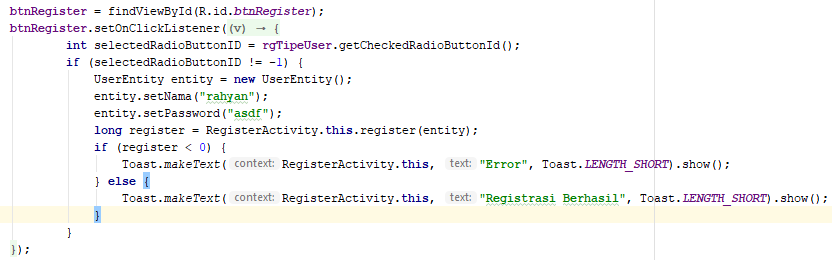 btnRegister = findViewById(R.id.btnRegister);
btnRegister.setOnClickListener((v) → {
        int selectedRadioButtonID = rgTipeUser.getCheckedRadioButtonId();
        if (selectedRadioButtonID != -1) {
            UserEntity entity = new UserEntity();
            entity.setNama("rahyan");
            entity.setPassword("asdf");
            long register = RegisterActivity.this.register(entity);
            if (register < 0) {
                Toast.makeText( context: RegisterActivity.this, text: "Error", Toast.LENGTH_SHORT).show();
            } else {
                Toast.makeText( context: RegisterActivity.this, text: "Registrasi Berhasil", Toast.LENGTH_SHORT).show();
            }
        }
});